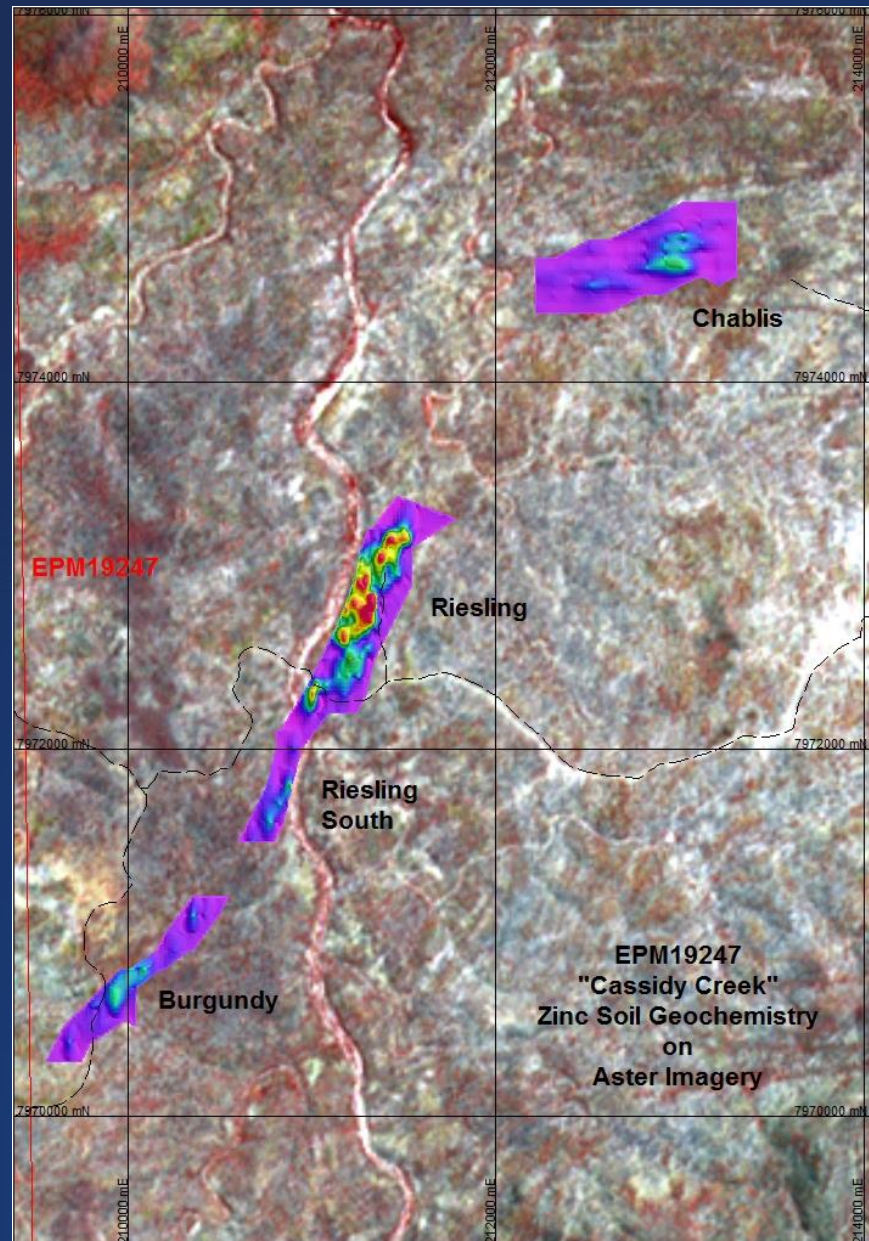 7976000 mN
7976000 mN
210000 mE
212000 mE
214000 mE
Chablis
7974000 mN
7974000 mN
EPM19247
Riesling
7972000 mN
7972000 mN
Riesling
South
EPM19247
"Cassidy Creek"
Zinc Soil Geochemistry
on
Aster Imagery
Burgundy
7970000 mN
7970000 mN
210000 mE
212000 mE
214000 mE